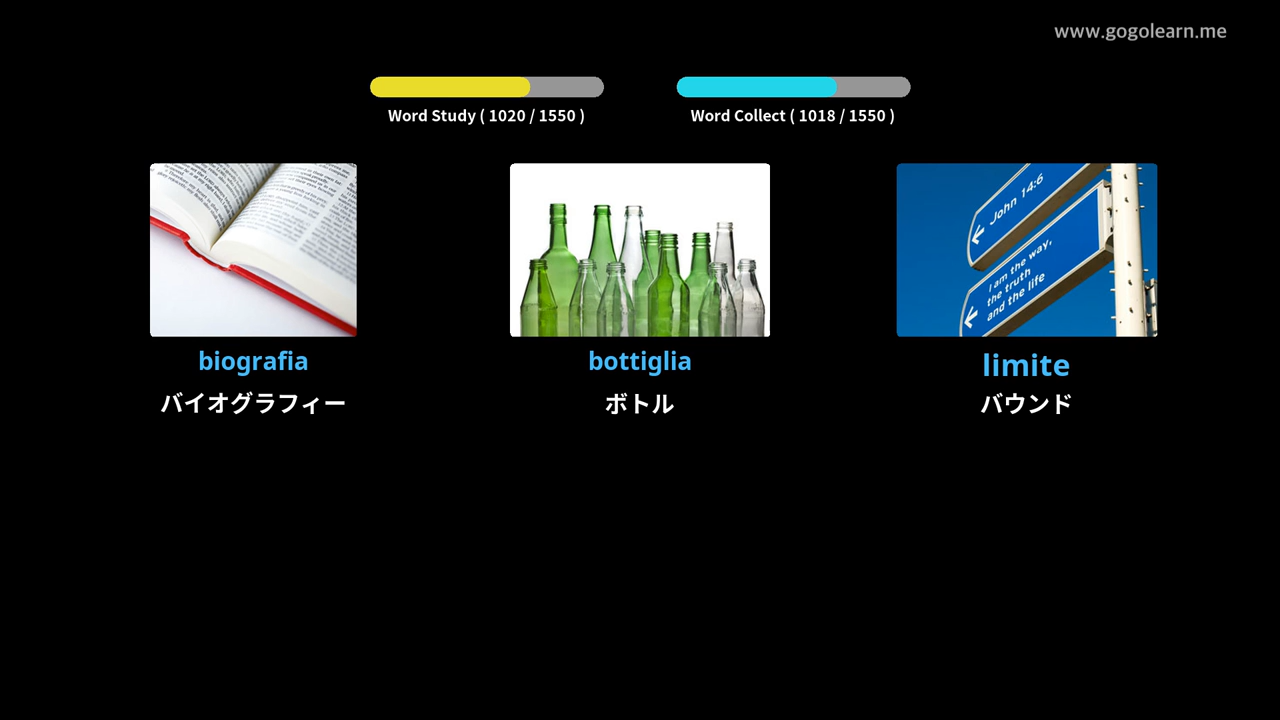 www.gogolearn.me
Word Study ( 1020 / 1550 )
Word Collect ( 1018 / 1550 )
John 14:6
I am the way,
the truth
and the life
biografia
バイオグラフィー
bottiglia
ボトル
limite
バウンド